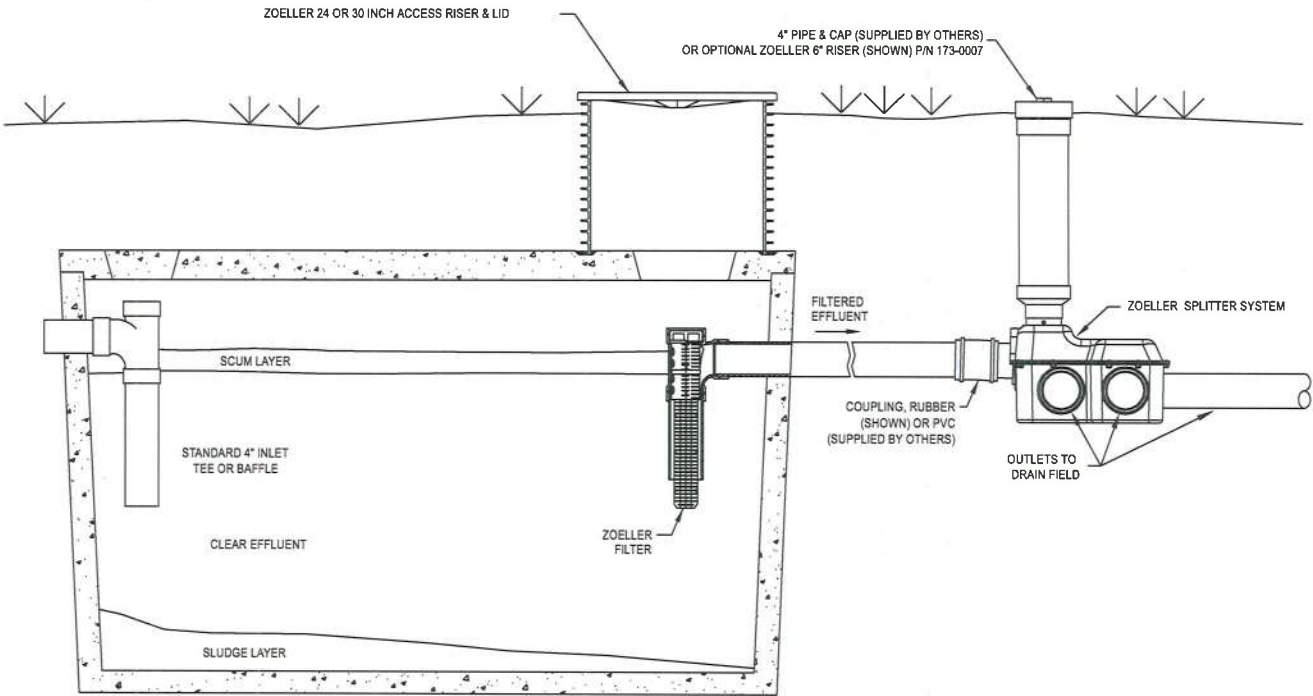 ZOELLER 24 OR 30 INCH ACCESS RISER & LID
4" PIPE & CAP (SUPPLIED BY OTHERS)
OR OPTIONAL ZOELLER 6" RISER (SHOWN) P/N 173-0007
FILTERED
EFFLUENT
ZOELLER SPLITTER SYSTEM
SCUM LAYER
COUPLING, RUBBER
(SHOWN) OR PVC
(SUPPLIED BY OTHERS)
STANDARD 4" INLET
TEE OR BAFFLE
OUTLETS TO
DRAIN FIELD
ZOELLER
FILTER
CLEAR EFFLUENT
SLUDGE LAYER